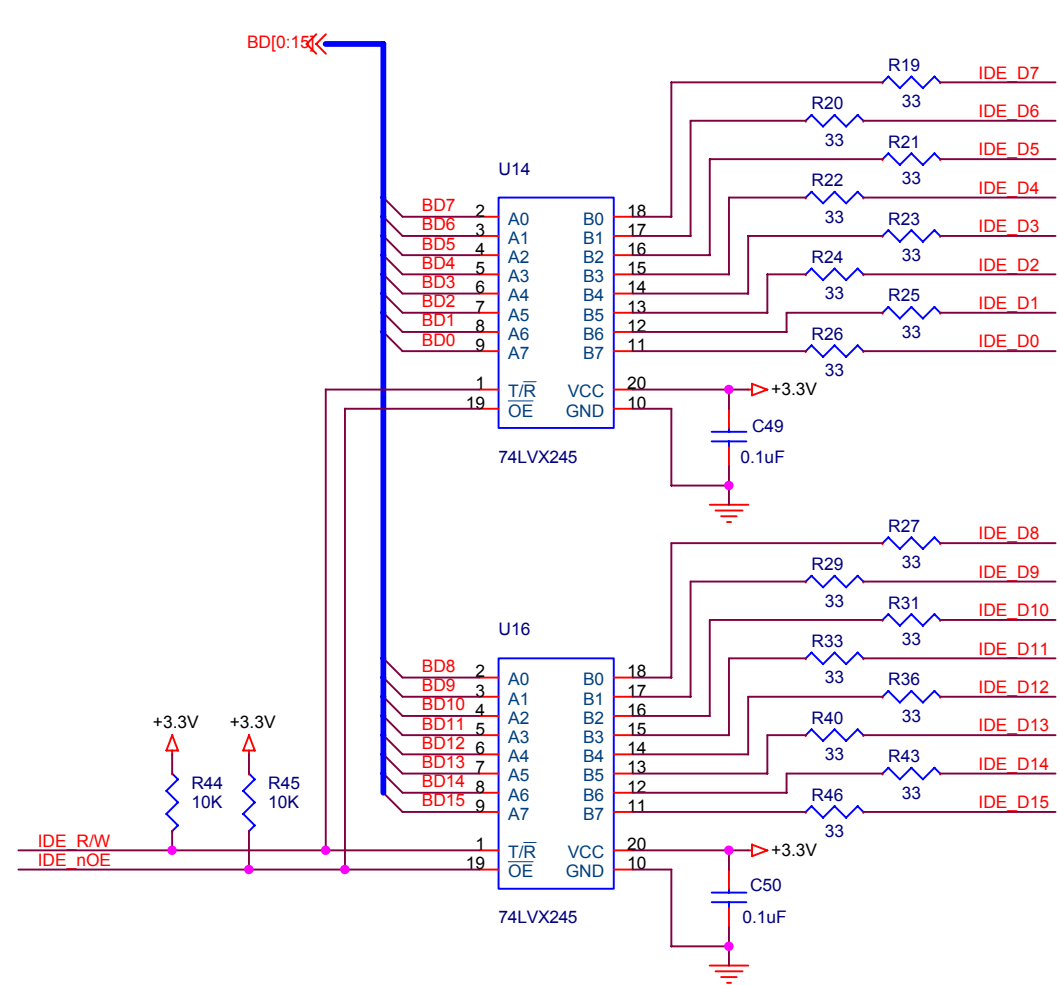 BD[0:15]
R19
33
IDE_D7
R20
33
IDE_D6
R21
33
IDE_D5
R22
33
IDE_D4
R23
33
IDE_D3
R24
33
IDE_D2
R25
33
IDE_D1
R26
33
IDE_D0
U14
BD7 2 A0 B0 18
BD6 3 A1 B1 17
BD5 4 A2 B2 16
BD4 5 A3 B3 15
BD3 6 A4 B4 14
BD2 7 A5 B5 13
BD1 8 A6 B6 12
BD0 9 A7 B7 11
1 T/R̅ VCC 20 +3.3V
19 O̅E̅ GND 10
C49
0.1uF
74LVX245
R27
33
IDE_D8
R29
33
IDE_D9
R31
33
IDE_D10
R33
33
IDE_D11
R36
33
IDE_D12
R40
33
IDE_D13
R43
33
IDE_D14
R46
33
IDE_D15
U16
BD8 2 A0 B0 18
BD9 3 A1 B1 17
BD10 4 A2 B2 16
BD11 5 A3 B3 15
BD12 6 A4 B4 14
BD13 7 A5 B5 13
BD14 8 A6 B6 12
BD15 9 A7 B7 11
+3.3V +3.3V
R44 R45
10K 10K
IDE_R/W 1 T/R̅ VCC 20 +3.3V
IDE_nOE 19 O̅E̅ GND 10
C50
0.1uF
74LVX245